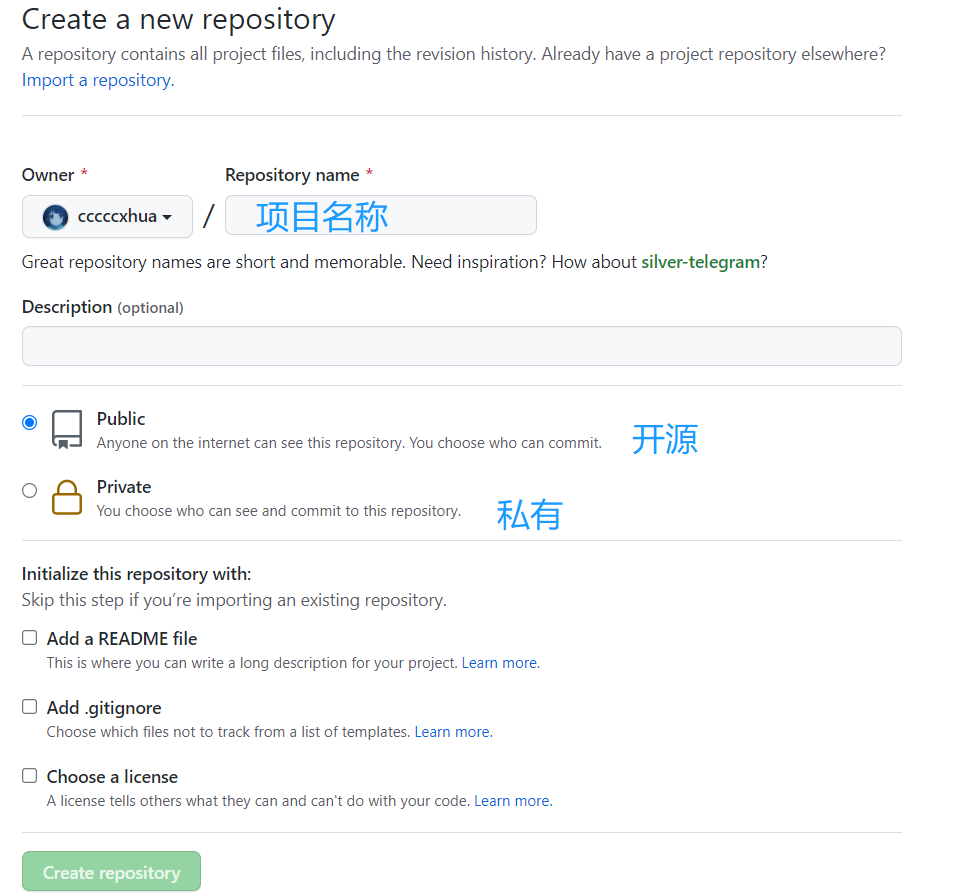 Create a new repository
A repository contains all project files, including the revision history. Already have a project repository elsewhere?
Import a repository.
Owner *
Repository name *
cccccxhua
/
项目名称
Great repository names are short and memorable. Need inspiration? How about silver-telegram?
Description (optional)
Public
Anyone on the internet can see this repository. You choose who can commit.
开源
Private
You choose who can see and commit to this repository.
私有
Initialize this repository with:
Skip this step if you’re importing an existing repository.
Add a README file
This is where you can write a long description for your project. Learn more.
Add .gitignore
Choose which files not to track from a list of templates. Learn more.
Choose a license
A license tells others what they can and can't do with your code. Learn more.
Create repository